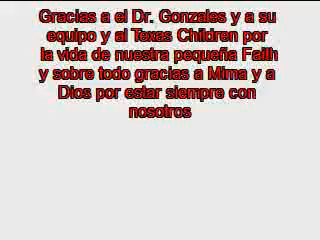 Gracias a el Dr. Gonzales y a su
equipo y al Texas Children por
la vida de nuestra pequeña Faith
y sobre todo gracias a Mima y a
Dios por estar siempre con
nosotros